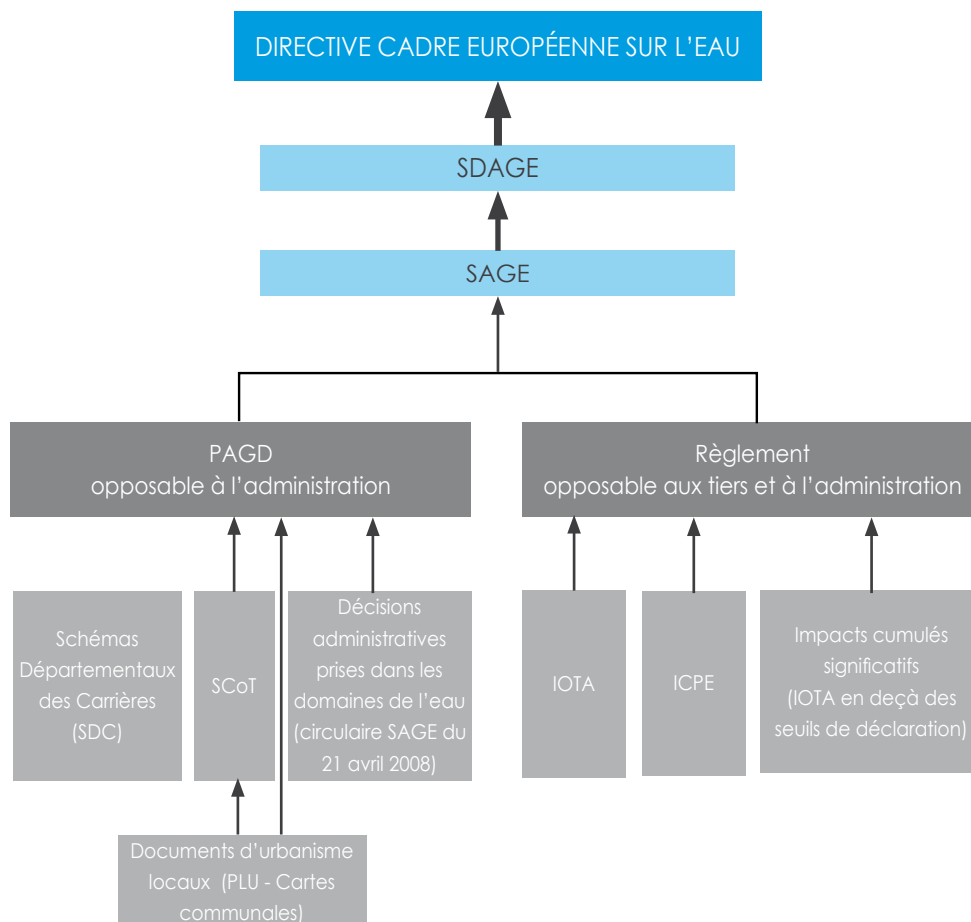 DIRECTIVE CADRE EUROPÉENNE SUR L'EAU
SDAGE
SAGE
PAGD
opposable à l'administration
Règlement
opposable aux tiers et à l'administration
Schémas
Départementaux
des Carrières
(SDC)
SCoT
Décisions
administratives
prises dans les
domaines de l'eau
(circulaire SAGE du
21 avril 2008)
IOTA
ICPE
Impacts cumulés
significatifs
(IOTA en deçà des
seuils de déclaration)
Documents d'urbanisme
locaux (PLU - Cartes
communales)